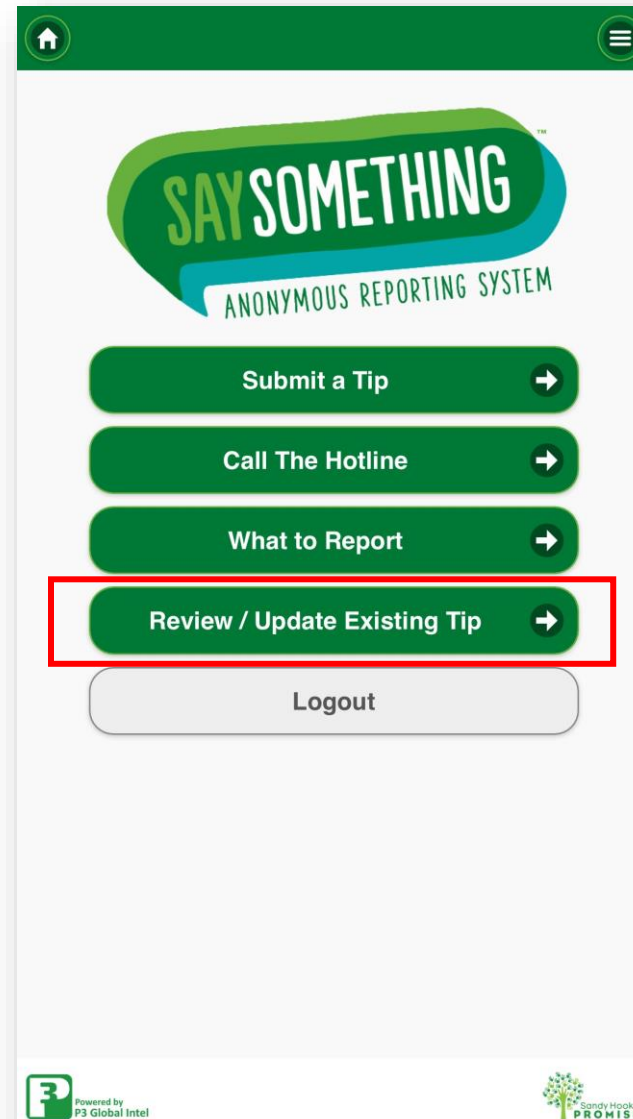 SAY SOMETHING
™
ANONYMOUS REPORTING SYSTEM
Submit a Tip
Call The Hotline
What to Report
Review / Update Existing Tip
Logout
Powered by
P3 Global Intel
Sandy Hook
PROMIS